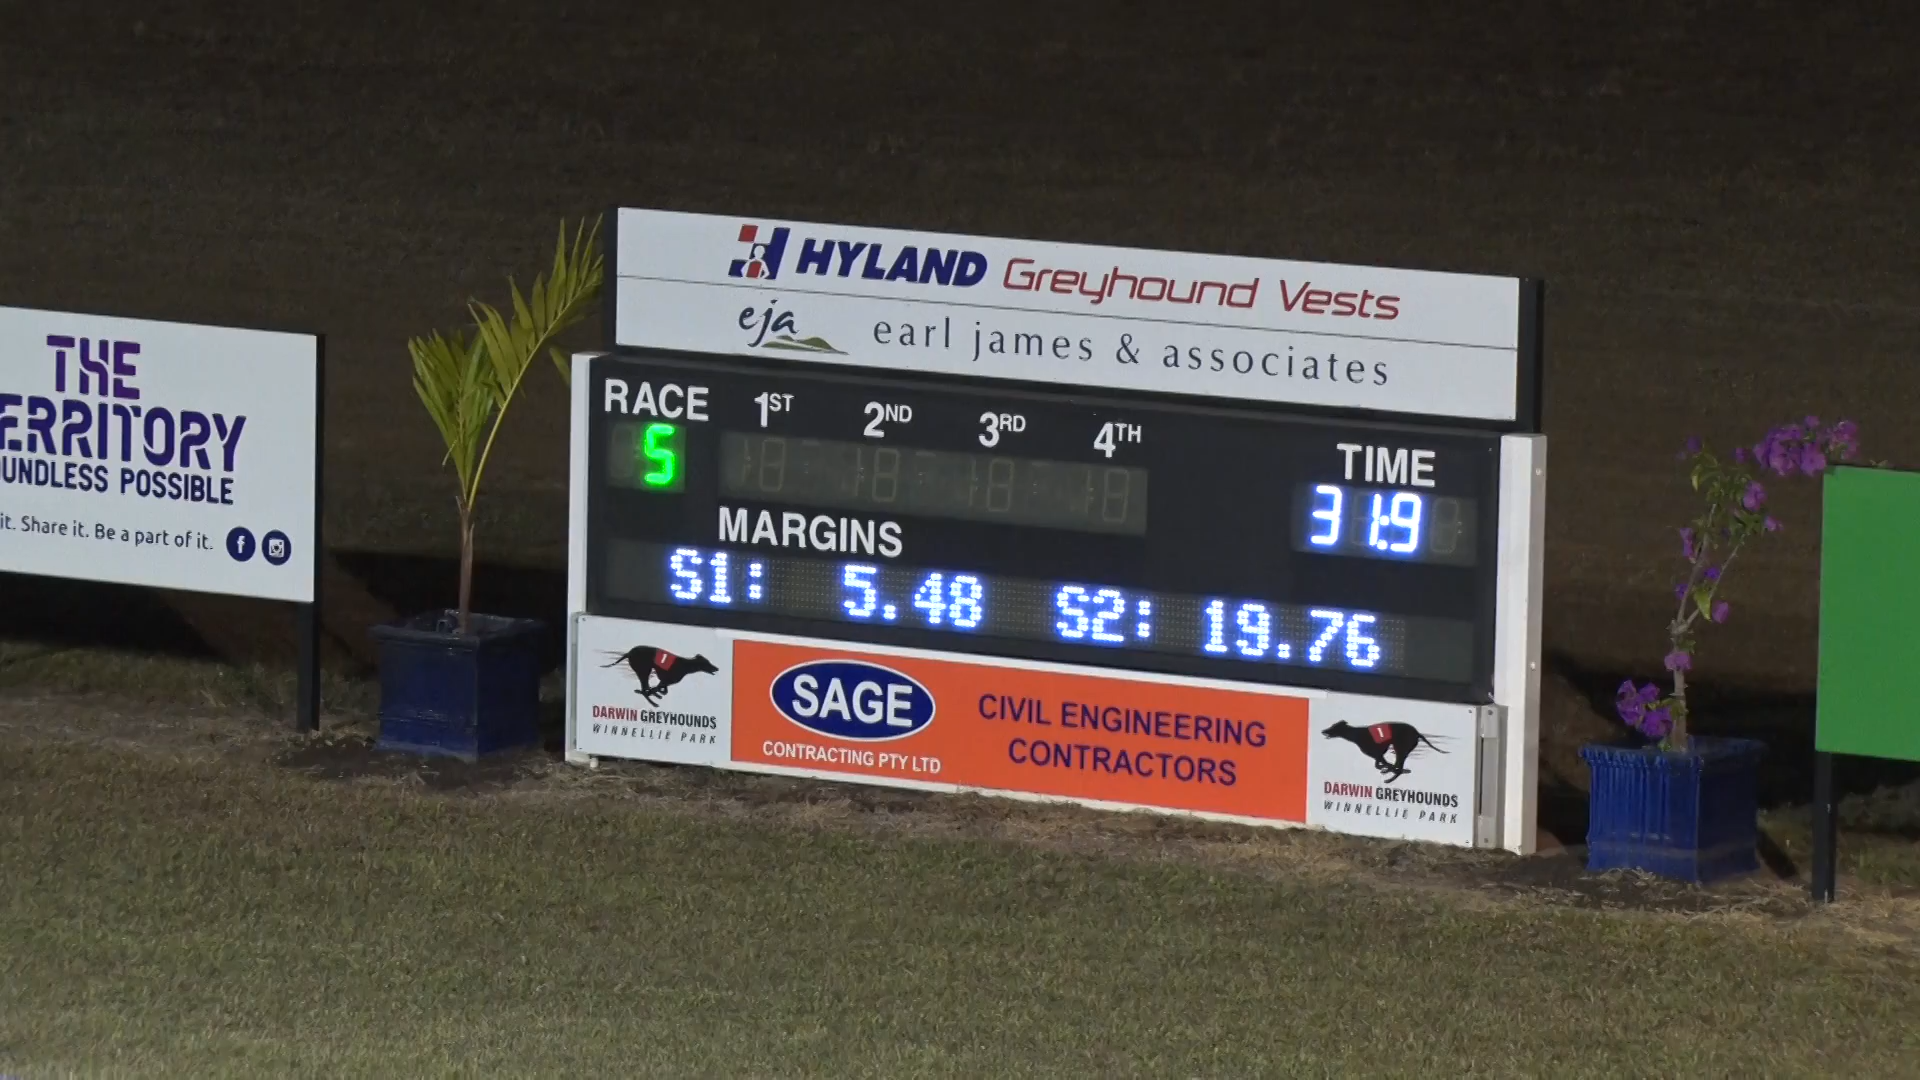 HYLAND Greyhound Vests
eja earl james & associates
THE
ERRITORY
UNDLESS POSSIBLE
it. Share it. Be a part of it.
RACE 1ST 2ND 3RD 4TH TIME
5 31.9
MARGINS
S1: 5.48 S2: 19.76
1
DARWIN GREYHOUNDS
WINNELLIE PARK
SAGE
CONTRACTING PTY LTD
CIVIL ENGINEERING
CONTRACTORS
1
DARWIN GREYHOUNDS
WINNELLIE PARK